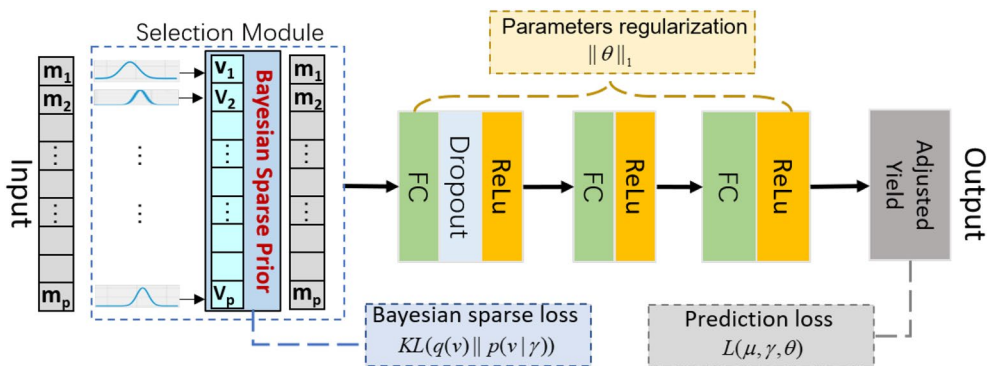 Selection Module
Parameters regularization
‖ θ ‖₁
Input
m₁
m₂
⋮
⋮
mₚ
⋮
⋮
v₁
v₂
⋮
⋮
vₚ
Bayesian Sparse Prior
m₁
m₂
⋮
⋮
mₚ
FC
Dropout
ReLu
FC
ReLu
FC
ReLu
Adjusted
Yield
Output
Bayesian sparse loss
KL(q(v) ‖ p(v | γ))
Prediction loss
L(μ, γ, θ)